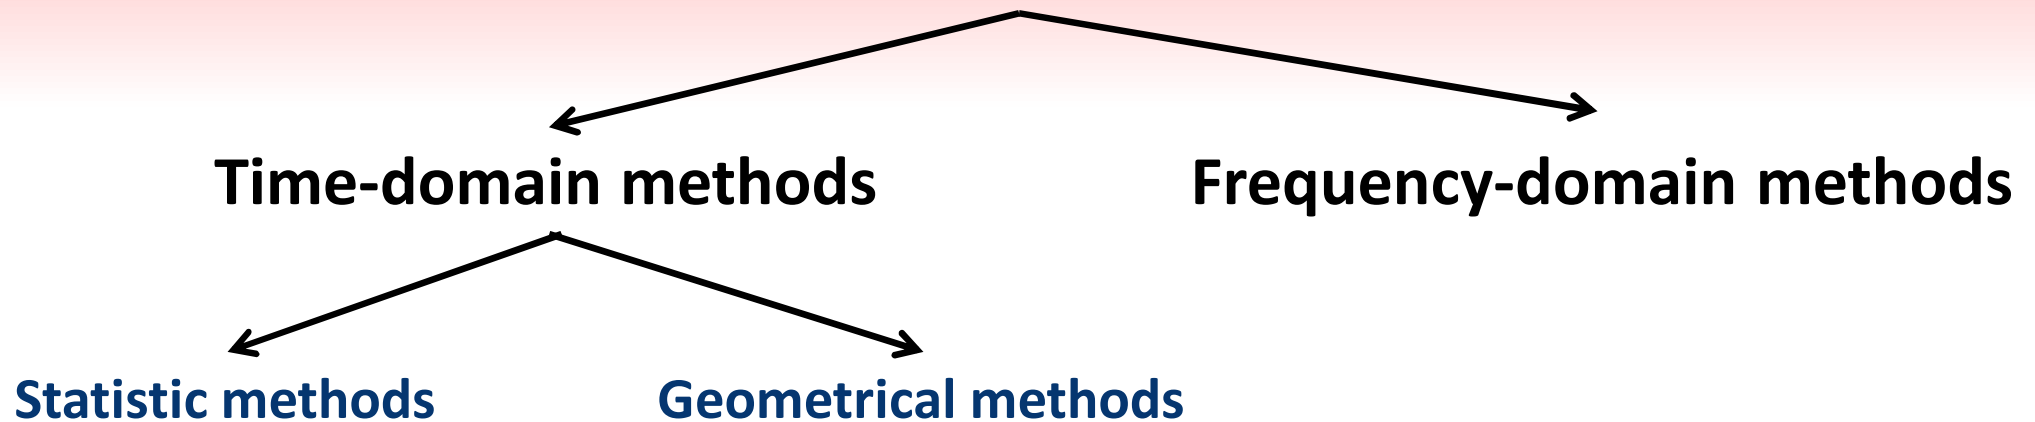 Time-domain methods
Frequency-domain methods
Statistic methods
Geometrical methods